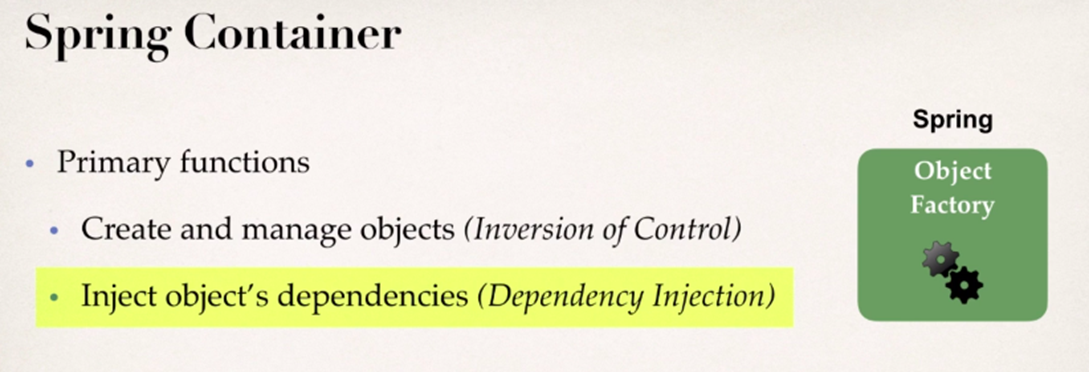 Spring Container
Spring
Primary functions
Object
Factory
Create and manage objects (Inversion of Control)
Inject object’s dependencies (Dependency Injection)